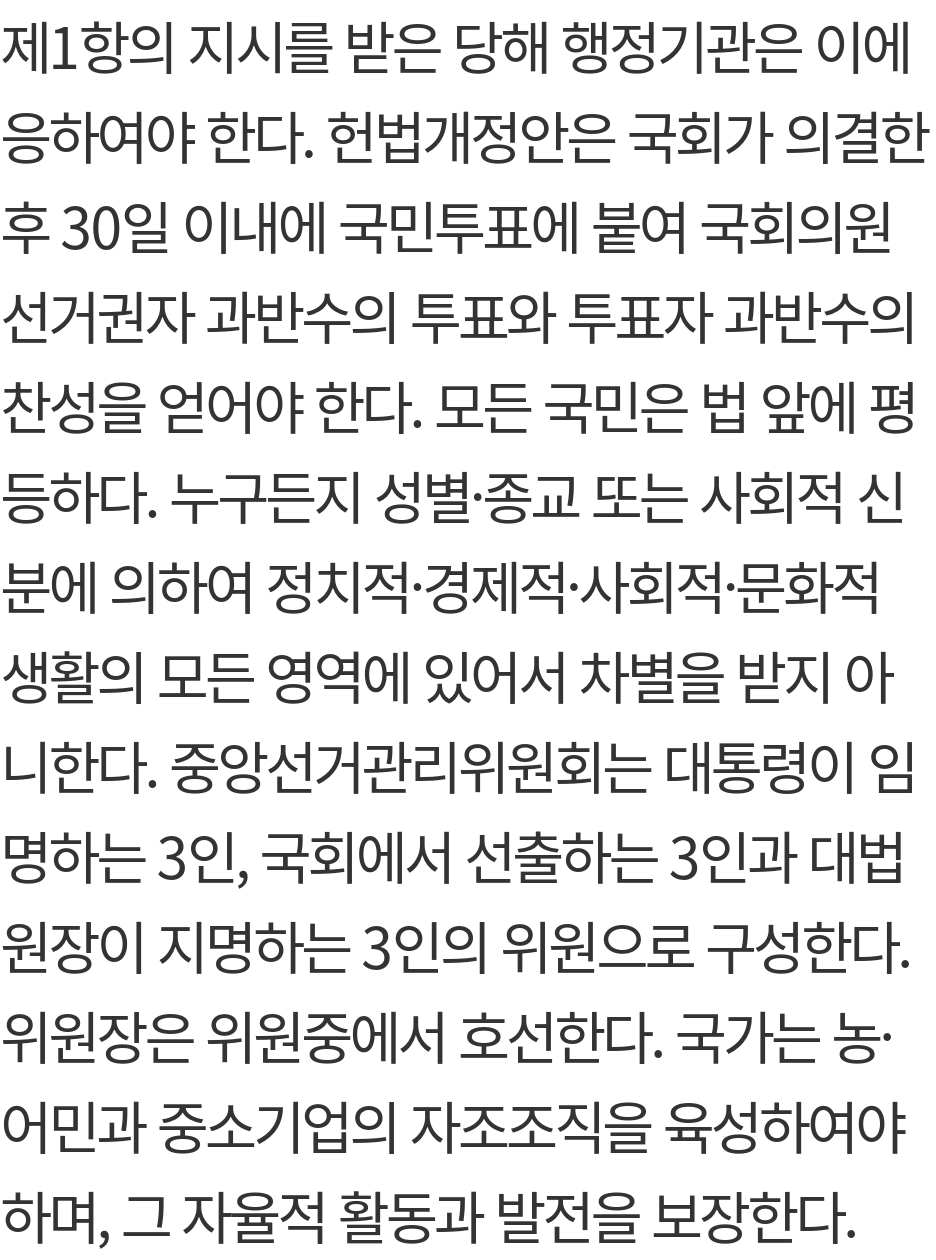 제1항의 지시를 받은 당해 행정기관은 이에
응하여야 한다. 헌법개정안은 국회가 의결한
후 30일 이내에 국민투표에 붙여 국회의원
선거권자 과반수의 투표와 투표자 과반수의
찬성을 얻어야 한다. 모든 국민은 법 앞에 평
등하다. 누구든지 성별·종교 또는 사회적 신
분에 의하여 정치적·경제적·사회적·문화적
생활의 모든 영역에 있어서 차별을 받지 아
니한다. 중앙선거관리위원회는 대통령이 임
명하는 3인, 국회에서 선출하는 3인과 대법
원장이 지명하는 3인의 위원으로 구성한다.
위원장은 위원중에서 호선한다. 국가는 농·
어민과 중소기업의 자조조직을 육성하여야
하며, 그 자율적 활동과 발전을 보장한다.